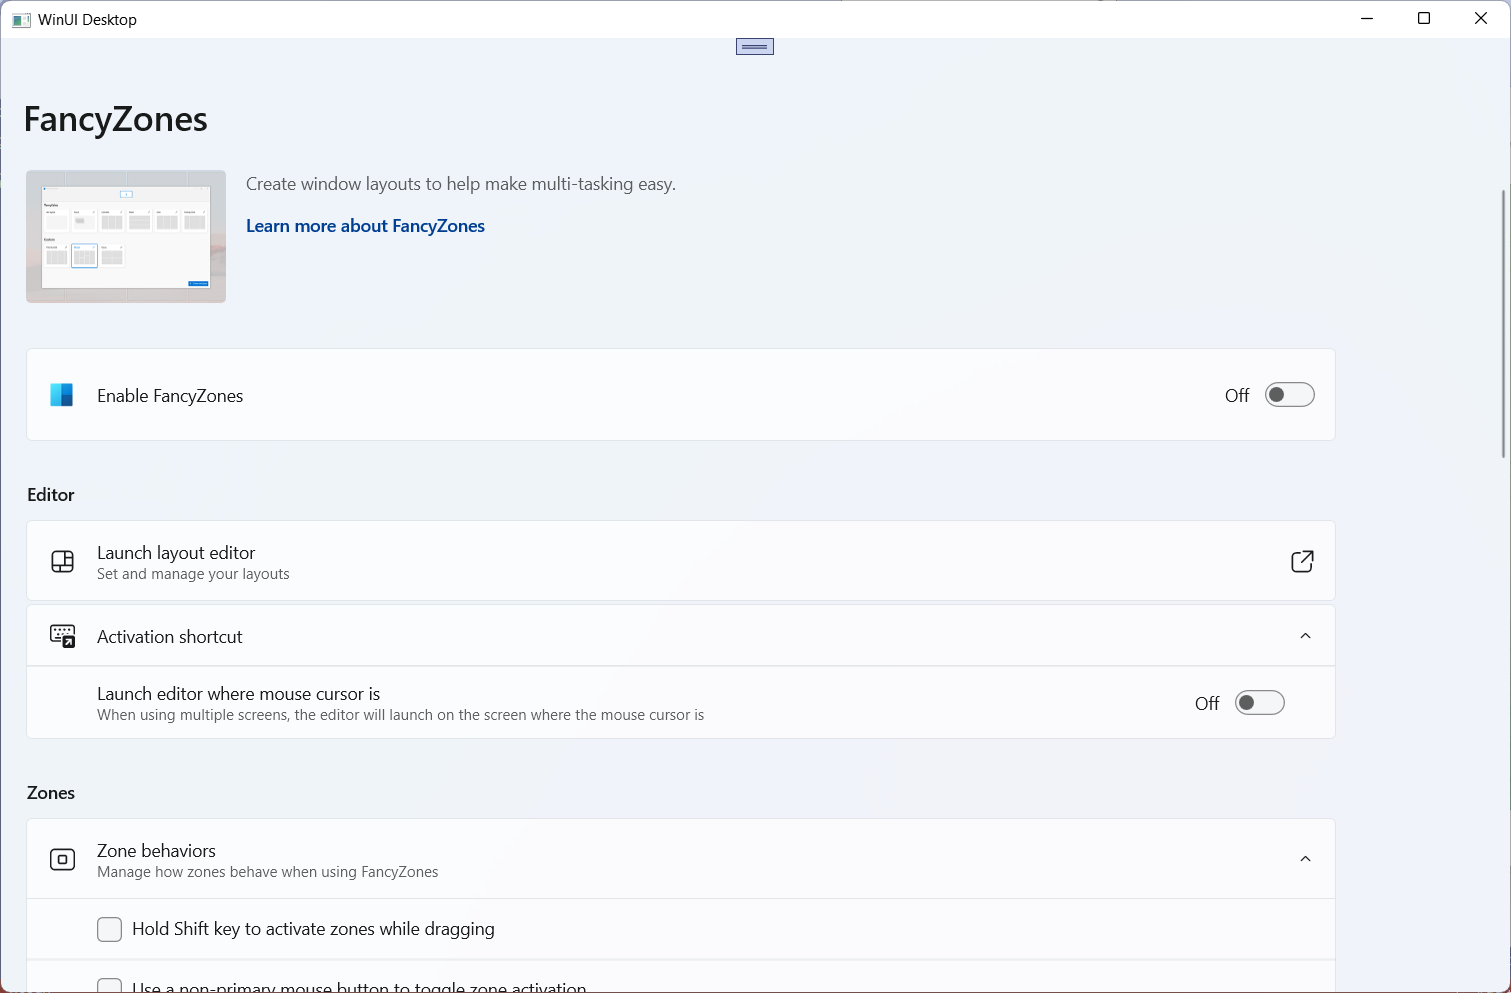 WinUI Desktop
FancyZones
Create window layouts to help make multi-tasking easy.
Learn more about FancyZones
Enable FancyZones
Off
Editor
Launch layout editor
Set and manage your layouts
Activation shortcut
Launch editor where mouse cursor is
When using multiple screens, the editor will launch on the screen where the mouse cursor is
Off
Zones
Zone behaviors
Manage how zones behave when using FancyZones
Hold Shift key to activate zones while dragging
Use a non-primary mouse button to toggle zone activation